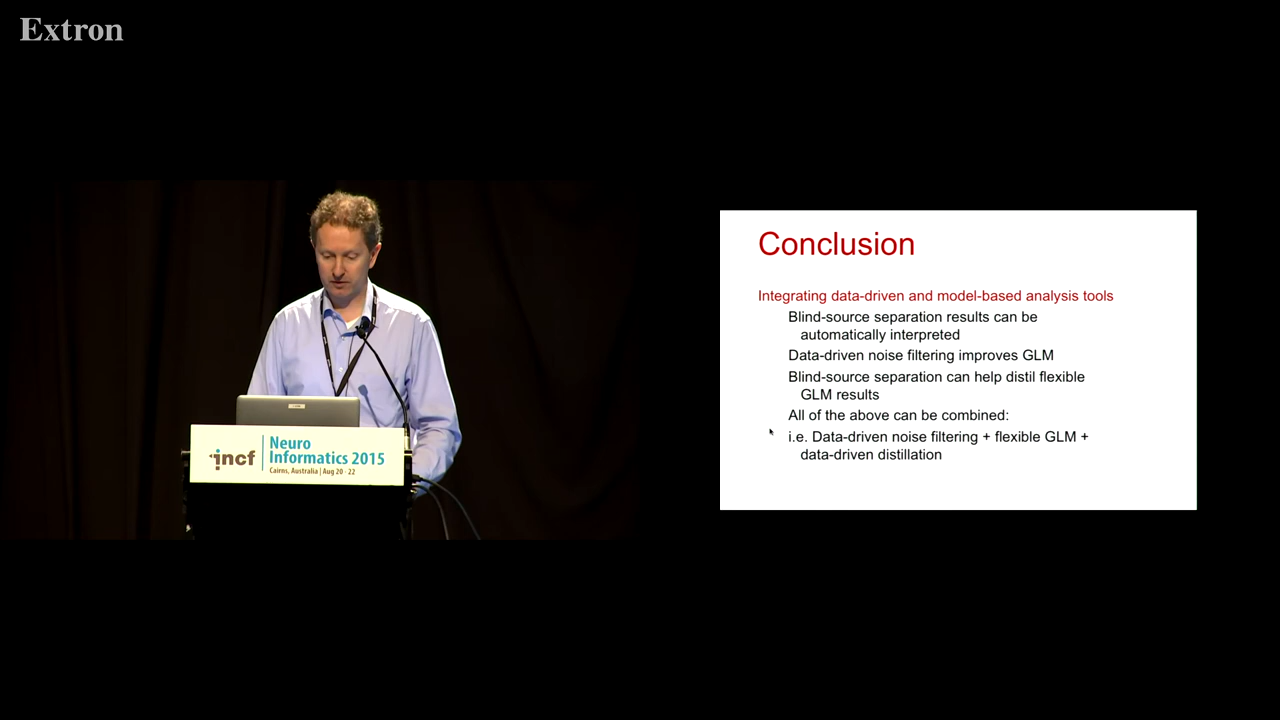 Extron
incf
Neuro
Informatics 2015
Cairns, Australia | Aug 20 - 22
Conclusion
Integrating data-driven and model-based analysis tools
Blind-source separation results can be
automatically interpreted
Data-driven noise filtering improves GLM
Blind-source separation can help distil flexible
GLM results
All of the above can be combined:
i.e. Data-driven noise filtering + flexible GLM +
data-driven distillation